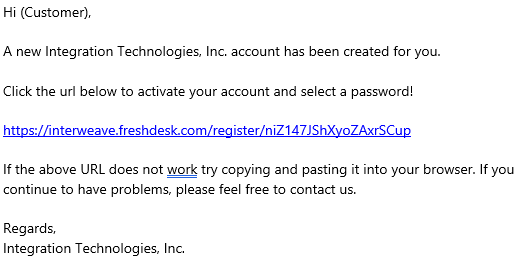 Hi (Customer),
A new Integration Technologies, Inc. account has been created for you.
Click the url below to activate your account and select a password!
https://interweave.freshdesk.com/register/niZ147JShXyoZAxrSCup
If the above URL does not work try copying and pasting it into your browser. If you
continue to have problems, please feel free to contact us.
Regards,
Integration Technologies, Inc.